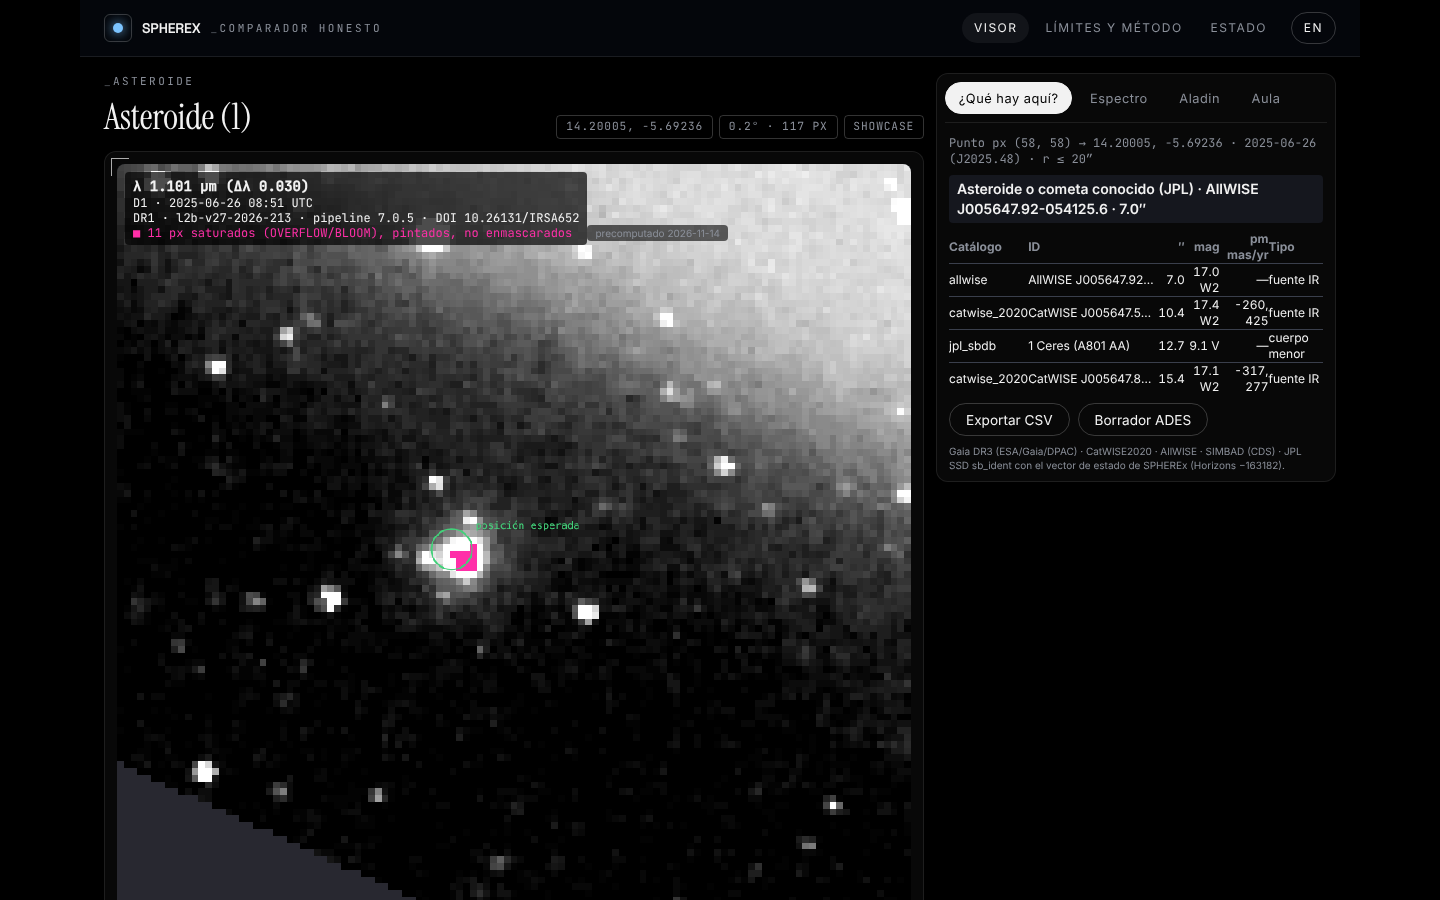 SPHEREX _COMPARADOR HONESTO
VISOR LÍMITES Y MÉTODO ESTADO EN
_ASTEROIDE
Asteroide (1)
14.20005, -5.69236 0.2° · 117 PX SHOWCASE
λ 1.101 µm (Δλ 0.030)
D1 · 2025-06-26 08:51 UTC
DR1 · l2b-v27-2026-213 · pipeline 7.0.5 · DOI 10.26131/IRSA652
■ 11 px saturados (OVERFLOW/BLOOM), pintados, no enmascarados
precomputado 2026-11-14
posición esperada
¿Qué hay aquí? Espectro Aladin Aula
Punto px (58, 58) → 14.20005, -5.69236 · 2025-06-26
(J2025.48) · r ≤ 20″
Asteroide o cometa conocido (JPL) · AllWISE
J005647.92-054125.6 · 7.0″
Catálogo ID ″ mag pm mas/yr Tipo
allwise AllWISE J005647.92… 7.0 17.0 W2 — fuente IR
catwise_2020 CatWISE J005647.5… 10.4 17.4 W2 -260, 425 fuente IR
jpl_sbdb 1 Ceres (A801 AA) 12.7 9.1 V — cuerpo menor
catwise_2020 CatWISE J005647.8… 15.4 17.1 W2 -317, 277 fuente IR
Exportar CSV Borrador ADES
Gaia DR3 (ESA/Gaia/DPAC) · CatWISE2020 · AllWISE · SIMBAD (CDS) · JPL
SSD sb_ident con el vector de estado de SPHEREx (Horizons −163182).